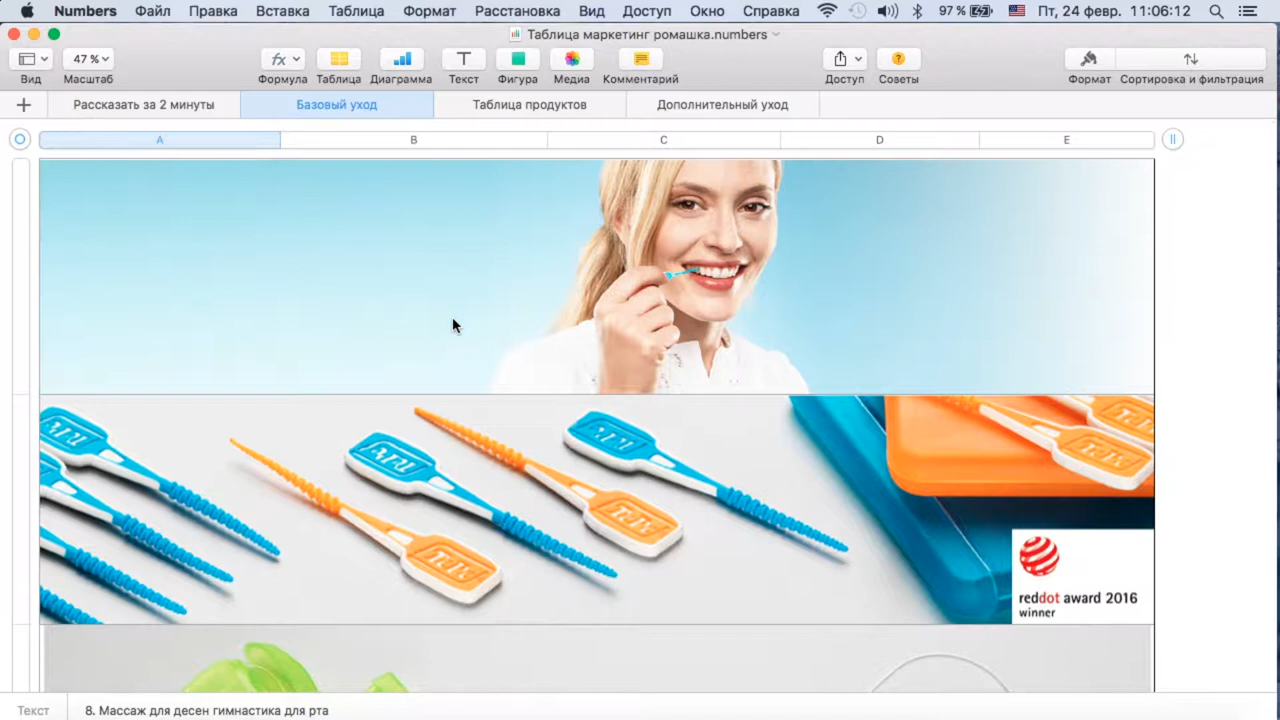 Numbers Файл Правка Вставка Таблица Формат Расстановка Вид Доступ Окно Справка 97 % Пт, 24 февр. 11:06:12
Таблица маркетинг ромашка.numbers
47 %
Вид Масштаб Формула Таблица Диаграмма Текст Фигура Медиа Комментарий Доступ Советы Формат Сортировка и фильтрация
Рассказать за 2 минуты Базовый уход Таблица продуктов Дополнительный уход
A B C D E
reddot award 2016
winner
Текст 8. Массаж для десен гимнастика для рта